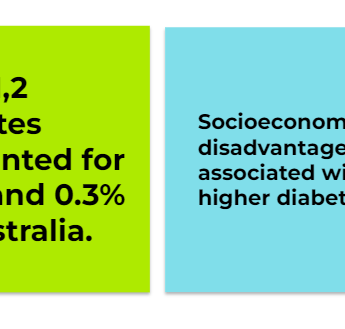 ,2
tes
nted for
and 0.3%
stralia.
Socioeconom
disadvantage
associated wi
higher diabet